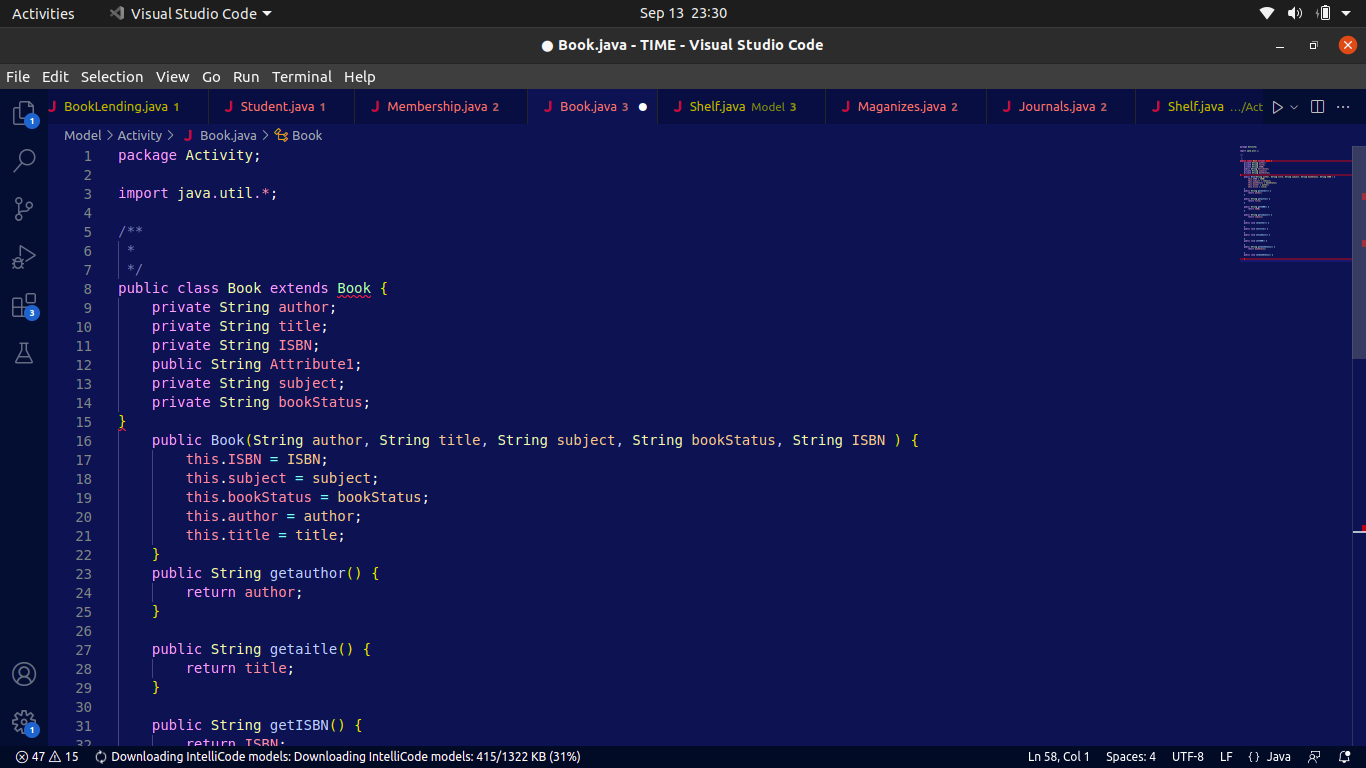 Activities Visual Studio Code Sep 13 23:30
● Book.java - TIME - Visual Studio Code
File Edit Selection View Go Run Terminal Help
J BookLending.java 1 J Student.java 1 J Membership.java 2 J Book.java 3 ● J Shelf.java Model 3 J Maganizes.java 2 J Journals.java 2 J Shelf.java .../Act
Model > Activity > J Book.java > Book
1 package Activity;
2
3 import java.util.*;
4
5 /**
6 *
7 */
8 public class Book extends Book {
9 private String author;
10 private String title;
11 private String ISBN;
12 public String Attribute1;
13 private String subject;
14 private String bookStatus;
15 }
16 public Book(String author, String title, String subject, String bookStatus, String ISBN ) {
17 this.ISBN = ISBN;
18 this.subject = subject;
19 this.bookStatus = bookStatus;
20 this.author = author;
21 this.title = title;
22 }
23 public String getauthor() {
24 return author;
25 }
26
27 public String getaitle() {
28 return title;
29 }
30
31 public String getISBN() {
32 return ISBN;
1
3
1
47 15 Downloading IntelliCode models: Downloading IntelliCode models: 415/1322 KB (31%) Ln 58, Col 1 Spaces: 4 UTF-8 LF {} Java